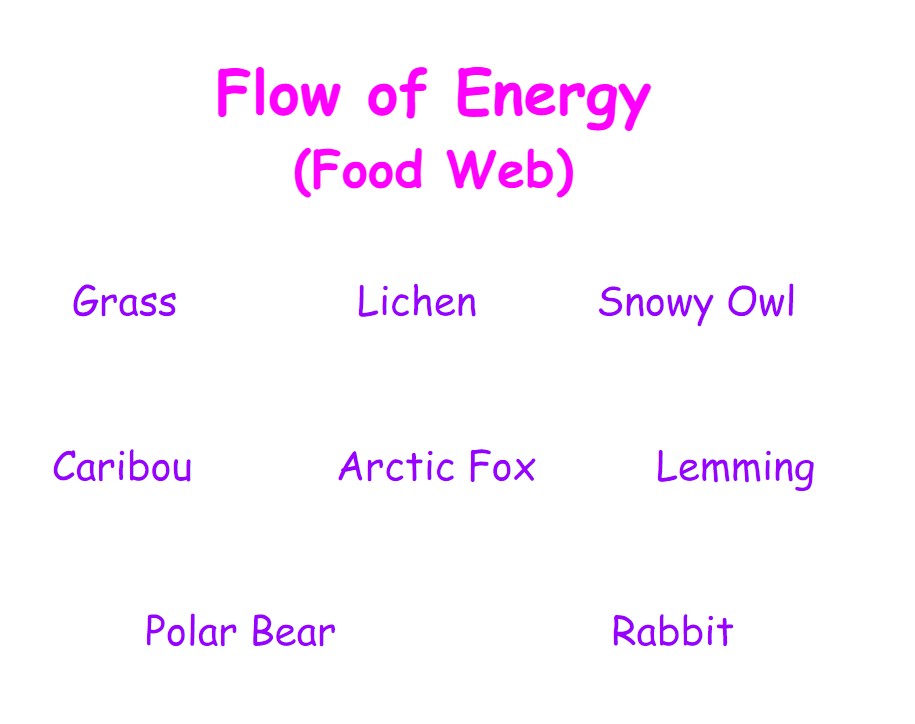 Flow of Energy
(Food Web)
Grass Lichen Snowy Owl
Caribou Arctic Fox Lemming
Polar Bear Rabbit